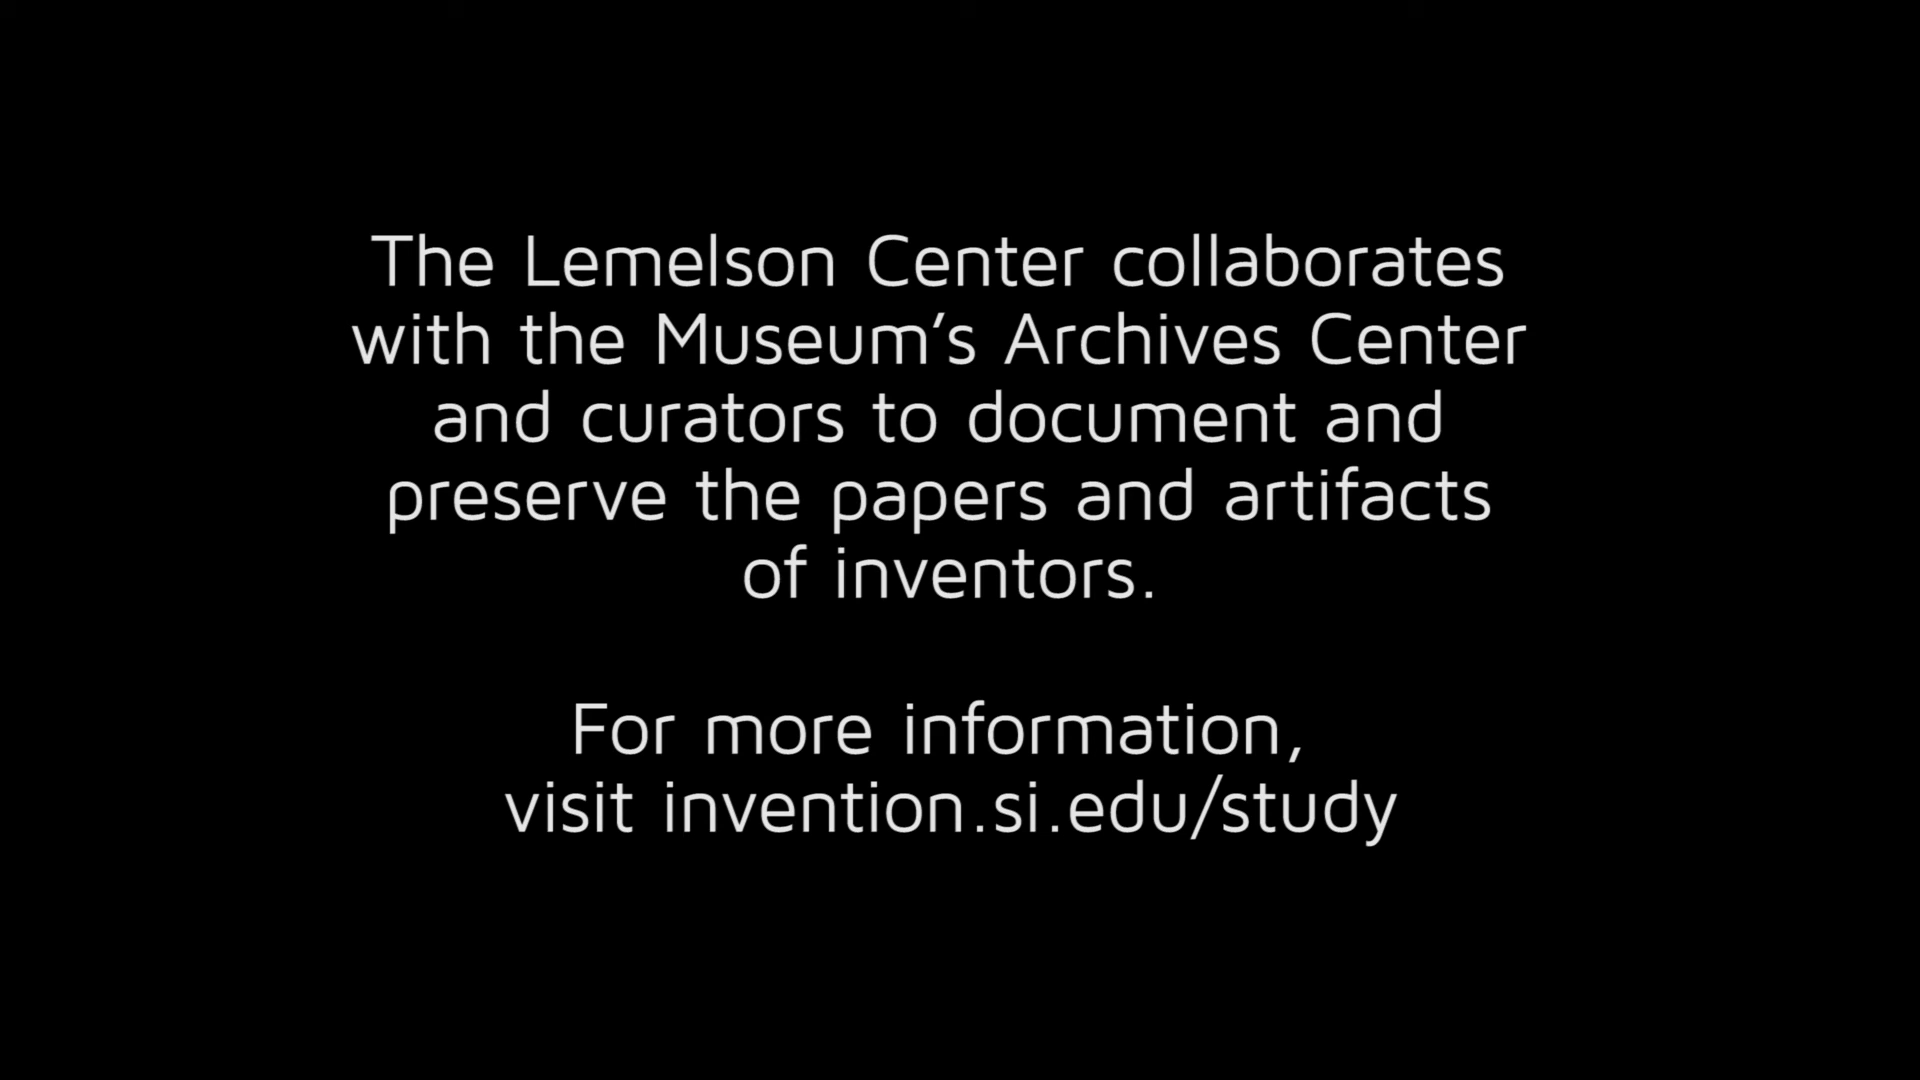 The Lemelson Center collaborates
with the Museum’s Archives Center
and curators to document and
preserve the papers and artifacts
of inventors.
For more information,
visit invention.si.edu/study